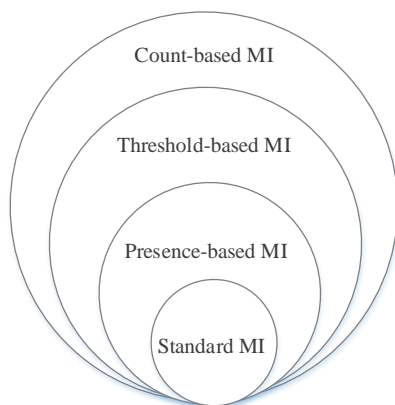 Count-based MI
Threshold-based MI
Presence-based MI
Standard MI